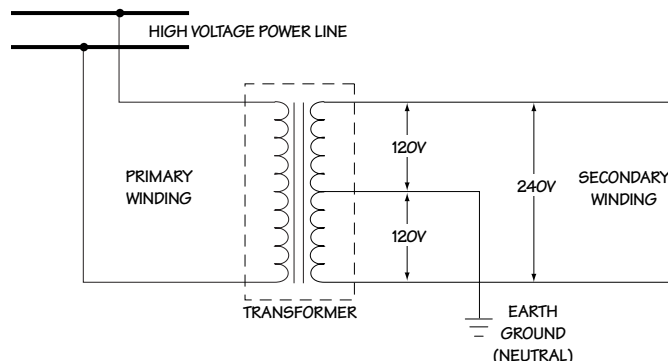 HIGH VOLTAGE POWER LINE
PRIMARY
WINDING
120V
120V
240V
SECONDARY
WINDING
TRANSFORMER
EARTH
GROUND
(NEUTRAL)